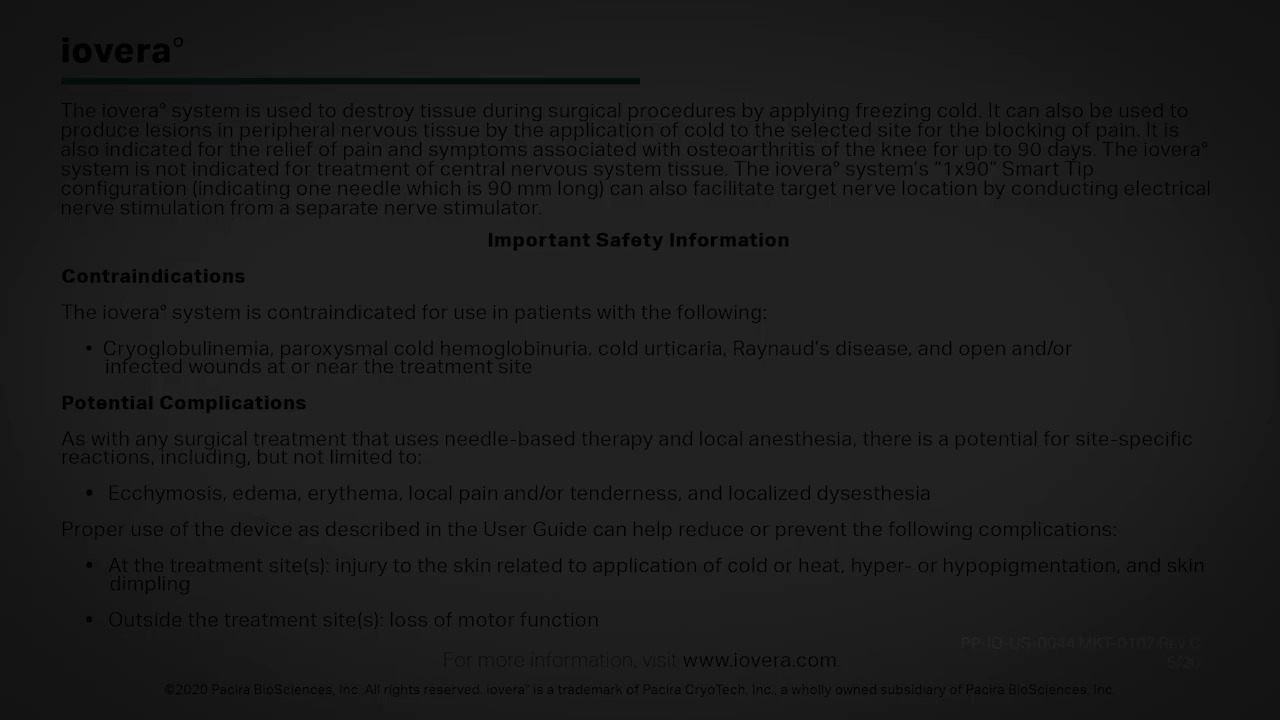 iovera°
The iovera° system is used to destroy tissue during surgical procedures by applying freezing cold. It can also be used to
produce lesions in peripheral nervous tissue by the application of cold to the selected site for the blocking of pain. It is
also indicated for the relief of pain and symptoms associated with osteoarthritis of the knee for up to 90 days. The iovera°
system is not indicated for treatment of central nervous system tissue. The iovera° system's "1x90" Smart Tip
configuration (indicating one needle which is 90 mm long) can also facilitate target nerve location by conducting electrical
nerve stimulation from a separate nerve stimulator.
Important Safety Information
Contraindications
The iovera° system is contraindicated for use in patients with the following:
• Cryoglobulinemia, paroxysmal cold hemoglobinuria, cold urticaria, Raynaud's disease, and open and/or
infected wounds at or near the treatment site
Potential Complications
As with any surgical treatment that uses needle-based therapy and local anesthesia, there is a potential for site-specific
reactions, including, but not limited to:
• Ecchymosis, edema, erythema, local pain and/or tenderness, and localized dysesthesia
Proper use of the device as described in the User Guide can help reduce or prevent the following complications:
• At the treatment site(s): injury to the skin related to application of cold or heat, hyper- or hypopigmentation, and skin
dimpling
• Outside the treatment site(s): loss of motor function
PP-IO-US-0034 MKT-0107 Rev C
5/20
For more information, visit www.iovera.com.
©2020 Pacira BioSciences, Inc. All rights reserved. iovera° is a trademark of Pacira CryoTech, Inc., a wholly owned subsidiary of Pacira BioSciences, Inc.